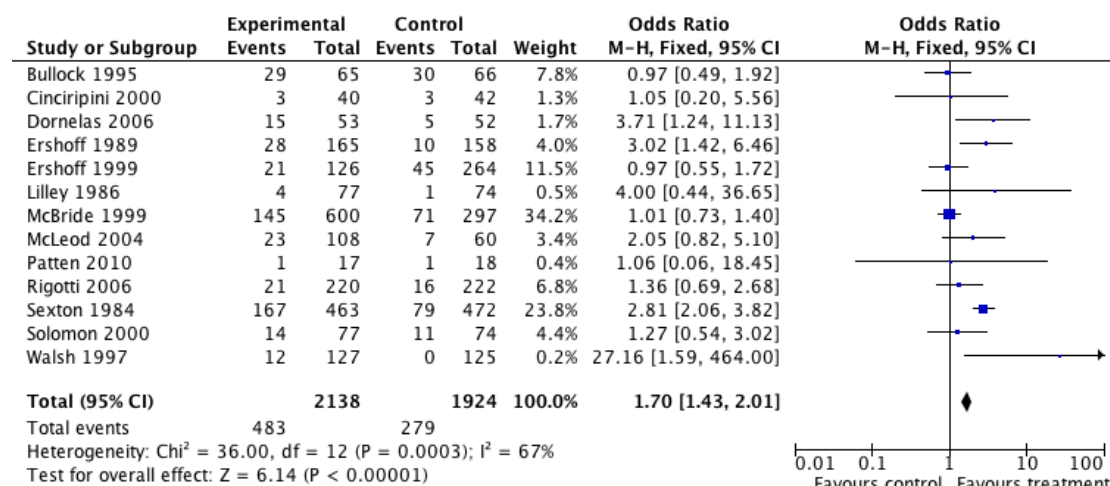 Experimental Control Odds Ratio Odds Ratio
Study or Subgroup Events Total Events Total Weight M-H, Fixed, 95% CI M-H, Fixed, 95% CI
Bullock 1995 29 65 30 66 7.8% 0.97 [0.49, 1.92]
Cinciripini 2000 3 40 3 42 1.3% 1.05 [0.20, 5.56]
Dornelas 2006 15 53 5 52 1.7% 3.71 [1.24, 11.13]
Ershoff 1989 28 165 10 158 4.0% 3.02 [1.42, 6.46]
Ershoff 1999 21 126 45 264 11.5% 0.97 [0.55, 1.72]
Lilley 1986 4 77 1 74 0.5% 4.00 [0.44, 36.65]
McBride 1999 145 600 71 297 34.2% 1.01 [0.73, 1.40]
McLeod 2004 23 108 7 60 3.4% 2.05 [0.82, 5.10]
Patten 2010 1 17 1 18 0.4% 1.06 [0.06, 18.45]
Rigotti 2006 21 220 16 222 6.8% 1.36 [0.69, 2.68]
Sexton 1984 167 463 79 472 23.8% 2.81 [2.06, 3.82]
Solomon 2000 14 77 11 74 4.4% 1.27 [0.54, 3.02]
Walsh 1997 12 127 0 125 0.2% 27.16 [1.59, 464.00]
Total (95% CI) 2138 1924 100.0% 1.70 [1.43, 2.01]
Total events 483 279
Heterogeneity: Chi² = 36.00, df = 12 (P = 0.0003); I² = 67%
Test for overall effect: Z = 6.14 (P < 0.00001)
0.01 0.1 1 10 100
Favours control Favours treatment